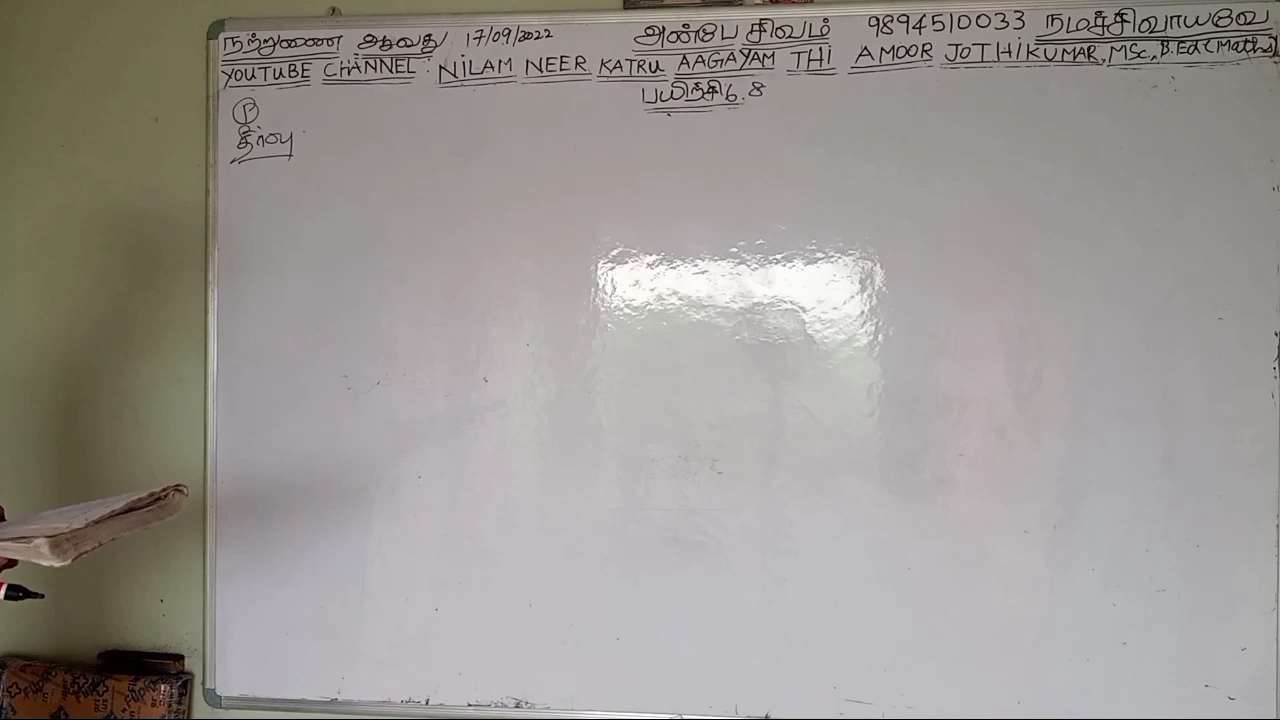 நற்றுணை ஆவது 17/09/2022 அன்பே சிவம் 9894510033 நமச்சிவாயவே
YOUTUBE CHANNEL : NILAM NEER KATRU AAGAYAM THI AMOOR JOTHIKUMAR, MSc., B.Ed (Maths)
பயிற்சி 6.8
தீர்வு